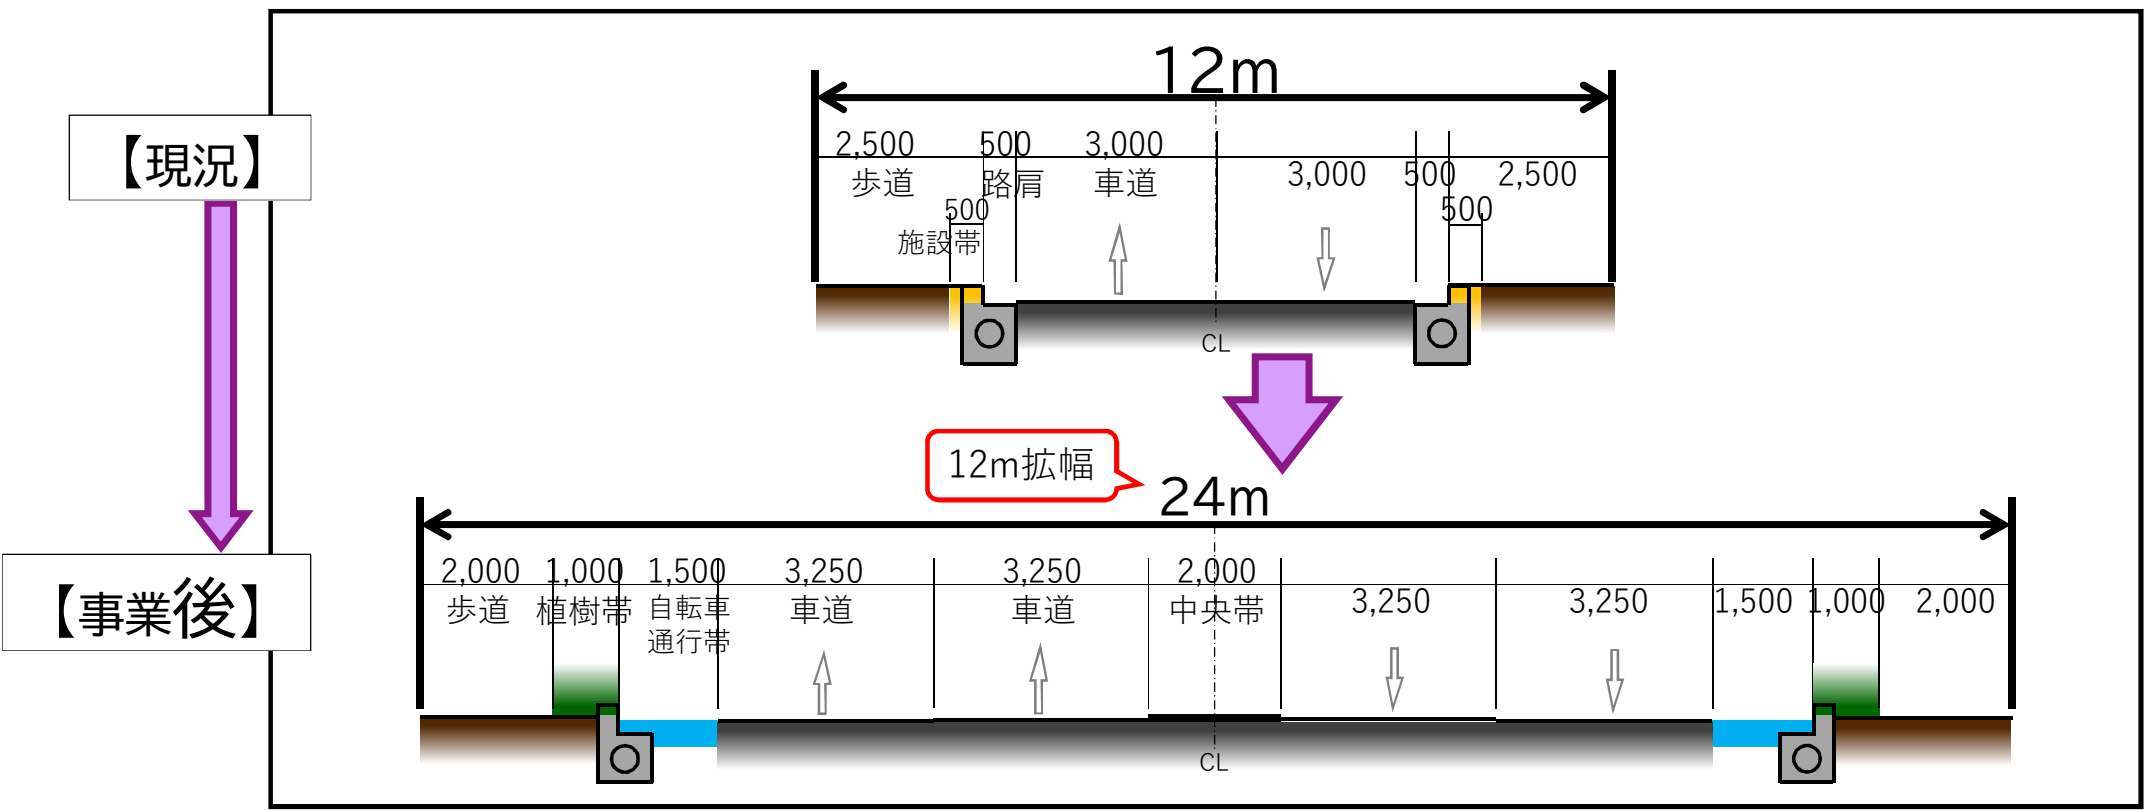 12m
【現況】
2,500
500
3,000
歩道
路肩
車道
3,000
500
2,500
500
施設帯
500
CL
12m拡幅
24m
【事業後】
2,000
1,000
1,500
3,250
3,250
2,000
歩道
植樹帯
自転車
通行帯
車道
車道
中央帯
3,250
3,250
1,500
1,000
2,000
CL